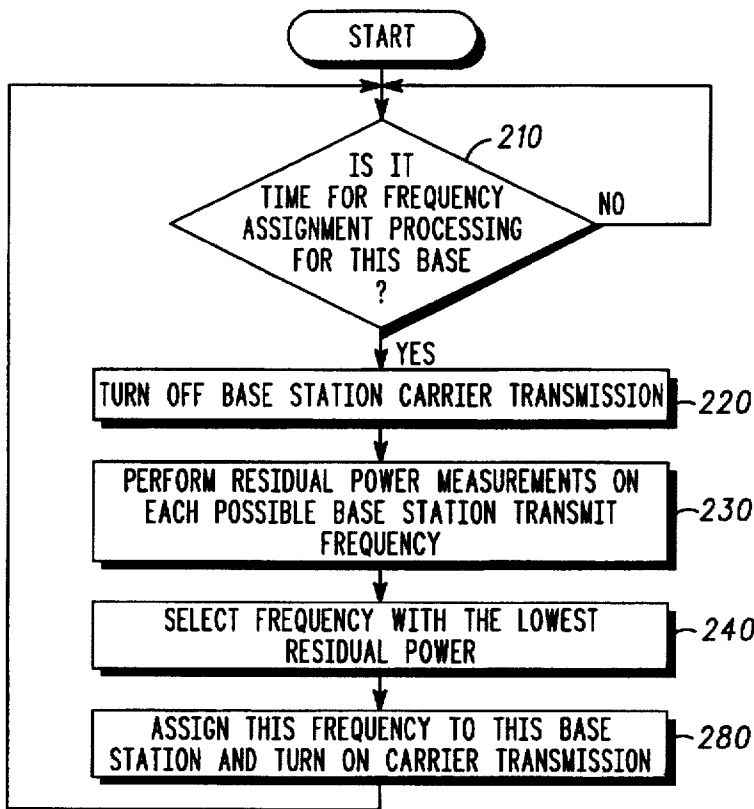 START
210
IS IT
TIME FOR FREQUENCY
ASSIGNMENT PROCESSING
FOR THIS BASE
?
NO
YES
TURN OFF BASE STATION CARRIER TRANSMISSION
220
PERFORM RESIDUAL POWER MEASUREMENTS ON
EACH POSSIBLE BASE STATION TRANSMIT
FREQUENCY
230
SELECT FREQUENCY WITH THE LOWEST
RESIDUAL POWER
240
ASSIGN THIS FREQUENCY TO THIS BASE
STATION AND TURN ON CARRIER TRANSMISSION
280